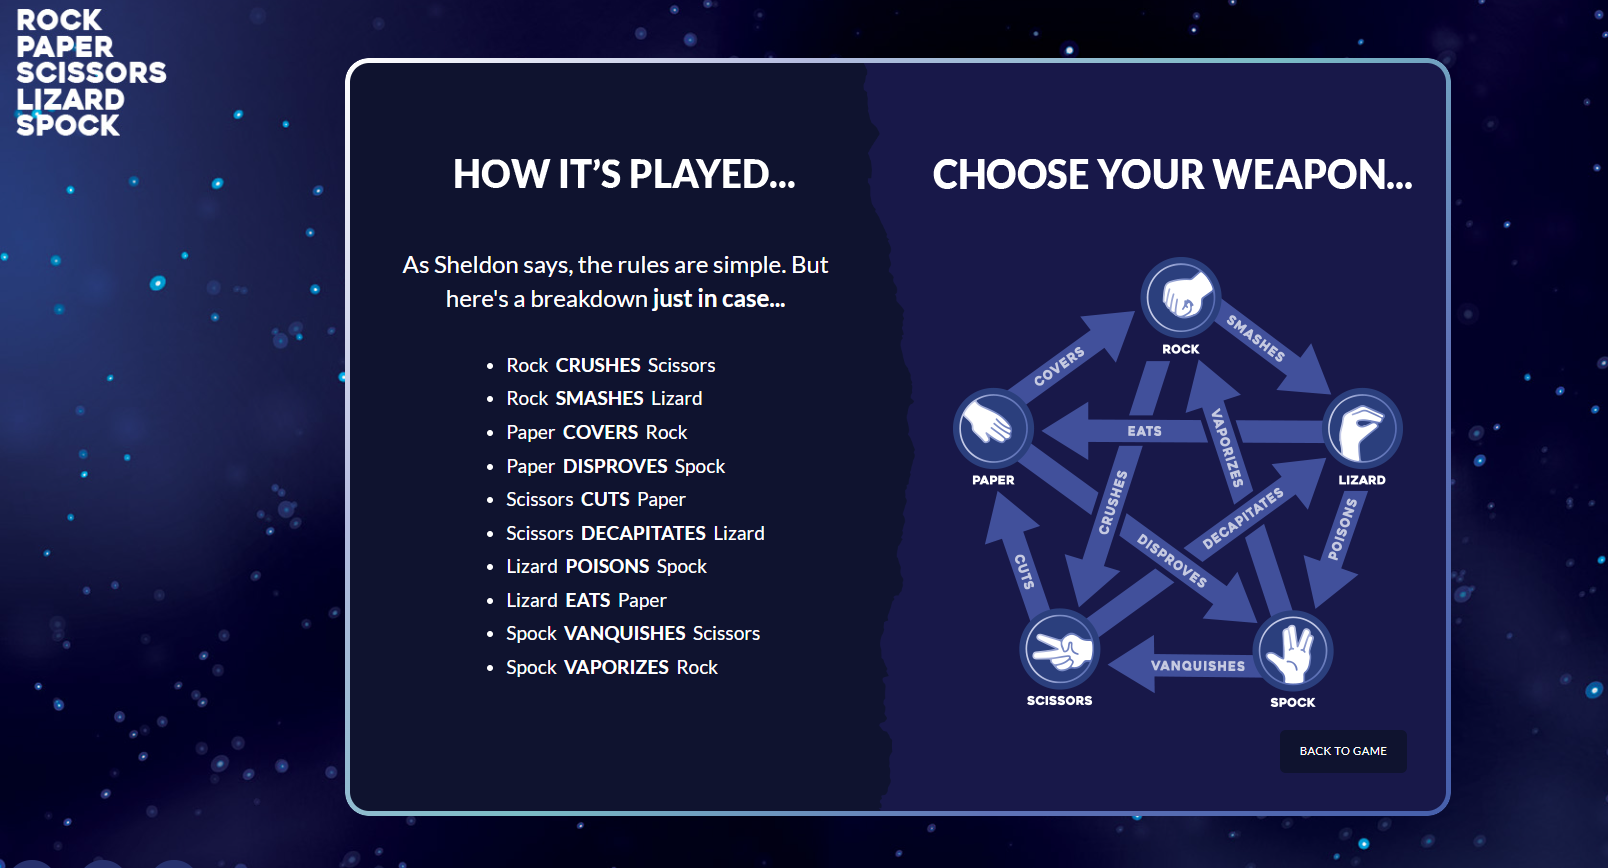 ROCK
PAPER
SCISSORS
LIZARD
SPOCK
HOW IT’S PLAYED...
As Sheldon says, the rules are simple. But
here's a breakdown just in case...
• Rock CRUSHES Scissors
• Rock SMASHES Lizard
• Paper COVERS Rock
• Paper DISPROVES Spock
• Scissors CUTS Paper
• Scissors DECAPITATES Lizard
• Lizard POISONS Spock
• Lizard EATS Paper
• Spock VANQUISHES Scissors
• Spock VAPORIZES Rock
CHOOSE YOUR WEAPON...
ROCK
SMASHES
COVERS
EATS
VAPORIZES
PAPER
LIZARD
CRUSHES
DECAPITATES
POISONS
CUTS
DISPROVES
VANQUISHES
SCISSORS
SPOCK
BACK TO GAME